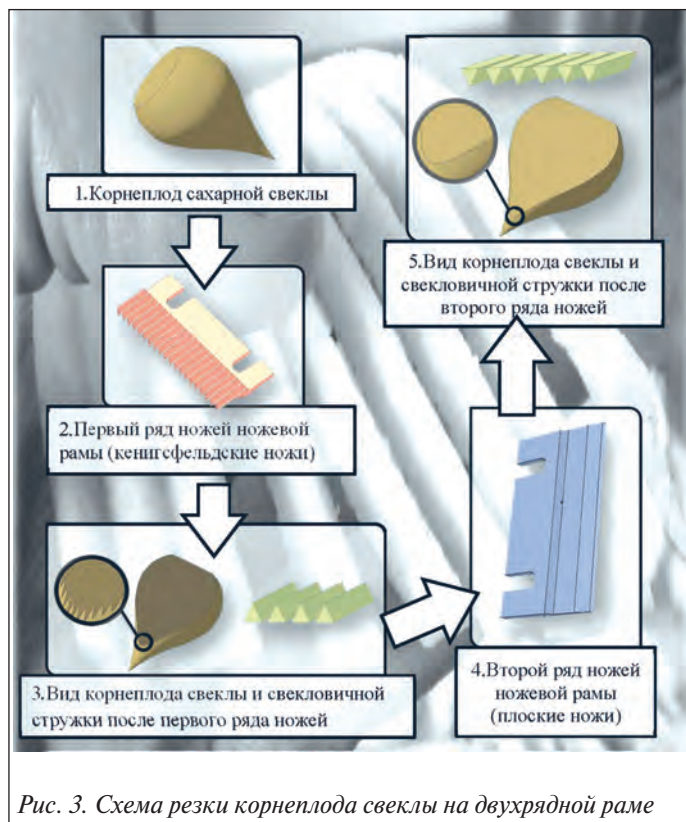 1.Корнеплод сахарной свеклы
2.Первый ряд ножей ножевой
рамы (кенигсфельдские ножи)
3.Вид корнеплода свеклы и свекловичной
стружки после первого ряда ножей
4.Второй ряд ножей
ножевой рамы
(плоские ножи)
5.Вид корнеплода свеклы и
свекловичной стружки после
второго ряда ножей
Рис. 3. Схема резки корнеплода свеклы на двухрядной раме